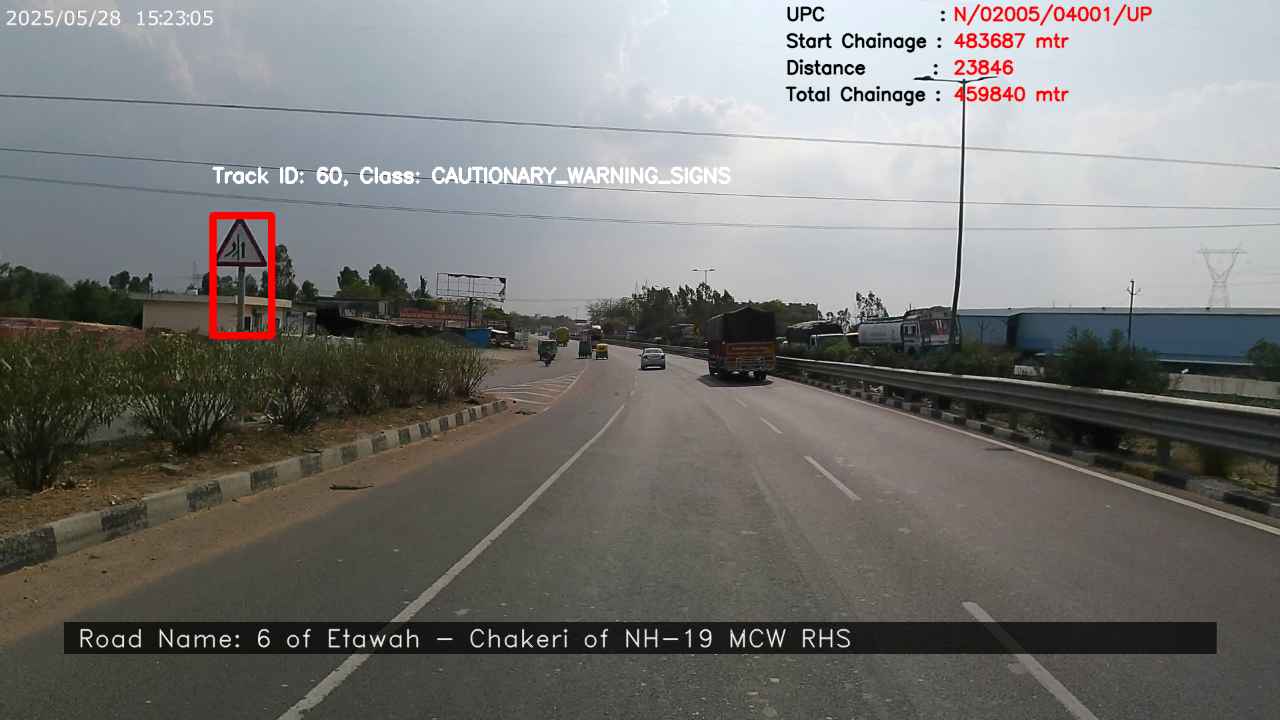 2025/05/28 15:23:05
UPC : N/02005/04001/UP
Start Chainage : 483687 mtr
Distance : 23846
Total Chainage : 459840 mtr
Track ID: 60, Class: CAUTIONARY_WARNING_SIGNS
Road Name: 6 of Etawah - Chakeri of NH-19 MCW RHS